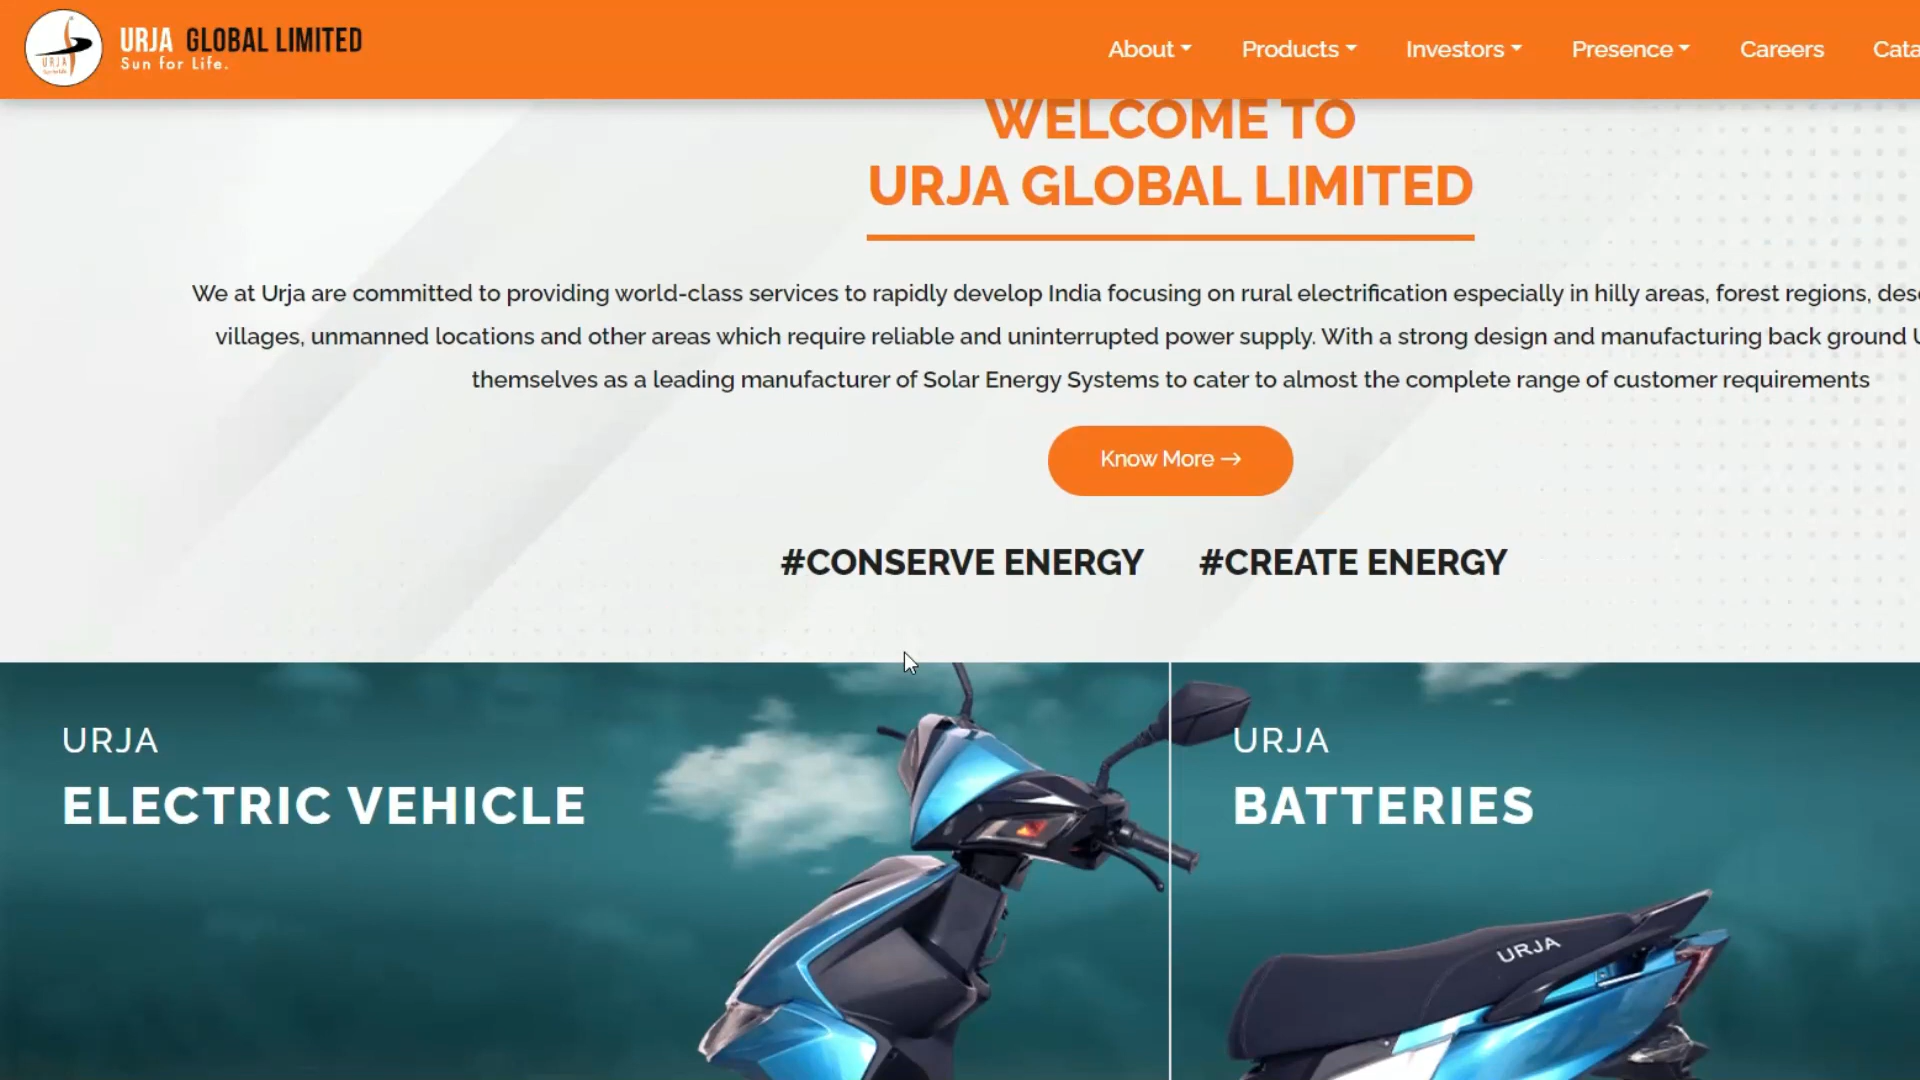 URJA GLOBAL LIMITED
Sun for Life.
URJA
About
Products
Investors
Presence
Careers
WELCOME TO
URJA GLOBAL LIMITED
We at Urja are committed to providing world-class services to rapidly develop India focusing on rural electrification especially in hilly areas, forest regions,
villages, unmanned locations and other areas which require reliable and uninterrupted power supply. With a strong design and manufacturing back ground
themselves as a leading manufacturer of Solar Energy Systems to cater to almost the complete range of customer requirements
Know More →
#CONSERVE ENERGY #CREATE ENERGY
URJA
ELECTRIC VEHICLE
URJA
BATTERIES
URJA